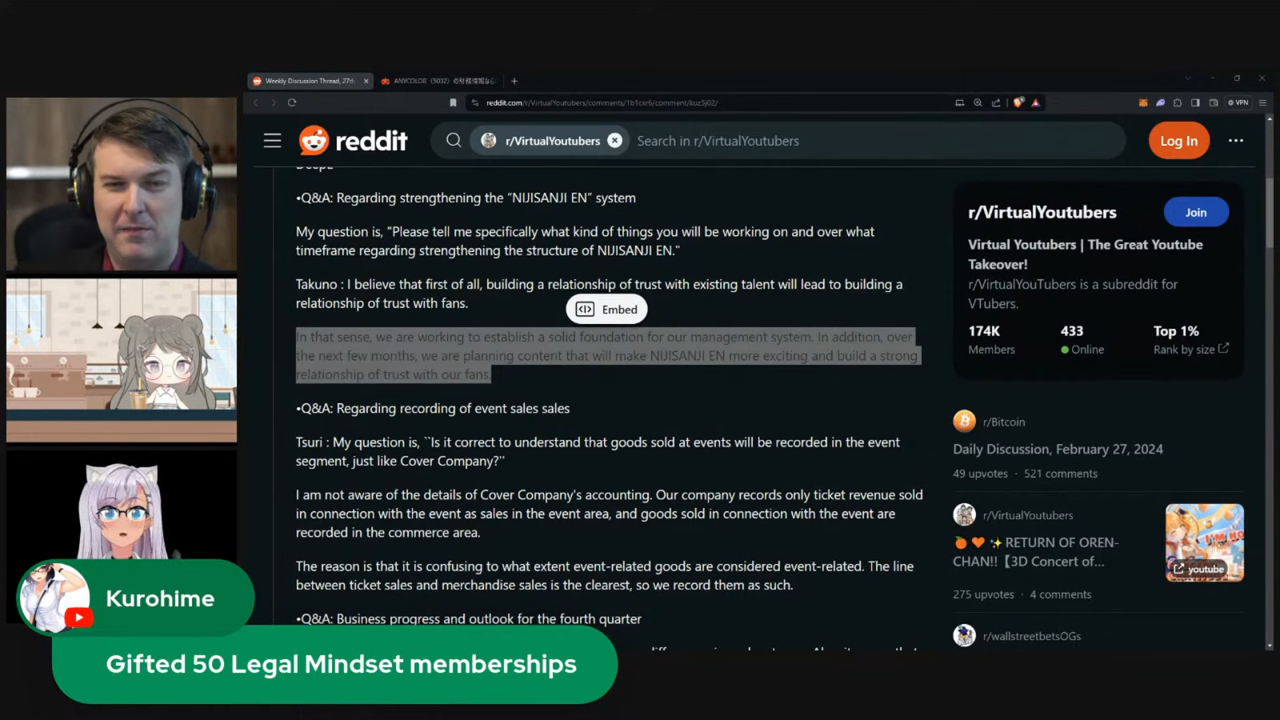 Weekly Discussion Thread, 27th
ANYCOLOR（5032）の財務情報なら
reddit.com/r/VirtualYoutubers/comments/1b1cxr6/comment/kuz5j02/
VPN
reddit
r/VirtualYoutubers
Search in r/VirtualYoutubers
Log In
•Q&A: Regarding strengthening the “NIJISANJI EN” system
My question is, "Please tell me specifically what kind of things you will be working on and over what
timeframe regarding strengthening the structure of NIJISANJI EN."
Takuno : I believe that first of all, building a relationship of trust with existing talent will lead to building a
relationship of trust with fans.
Embed
In that sense, we are working to establish a solid foundation for our management system. In addition, over
the next few months, we are planning content that will make NIJISANJI EN more exciting and build a strong
relationship of trust with our fans.
•Q&A: Regarding recording of event sales sales
Tsuri : My question is, ``Is it correct to understand that goods sold at events will be recorded in the event
segment, just like Cover Company?''
I am not aware of the details of Cover Company's accounting. Our company records only ticket revenue sold
in connection with the event as sales in the event area, and goods sold in connection with the event are
recorded in the commerce area.
The reason is that it is confusing to what extent event-related goods are considered event-related. The line
between ticket sales and merchandise sales is the clearest, so we record them as such.
•Q&A: Business progress and outlook for the fourth quarter
r/VirtualYoutubers
Join
Virtual Youtubers | The Great Youtube
Takeover!
r/VirtualYoutubers is a subreddit for
VTubers.
174K
433
Top 1%
Members
Online
Rank by size
r/Bitcoin
Daily Discussion, February 27, 2024
49 upvotes · 521 comments
r/VirtualYoutubers
🍊 🧡 ✨ RETURN OF OREN-
CHAN!!【3D Concert of...
youtube
275 upvotes · 4 comments
r/wallstreetbetsOGs
Kurohime
Gifted 50 Legal Mindset memberships